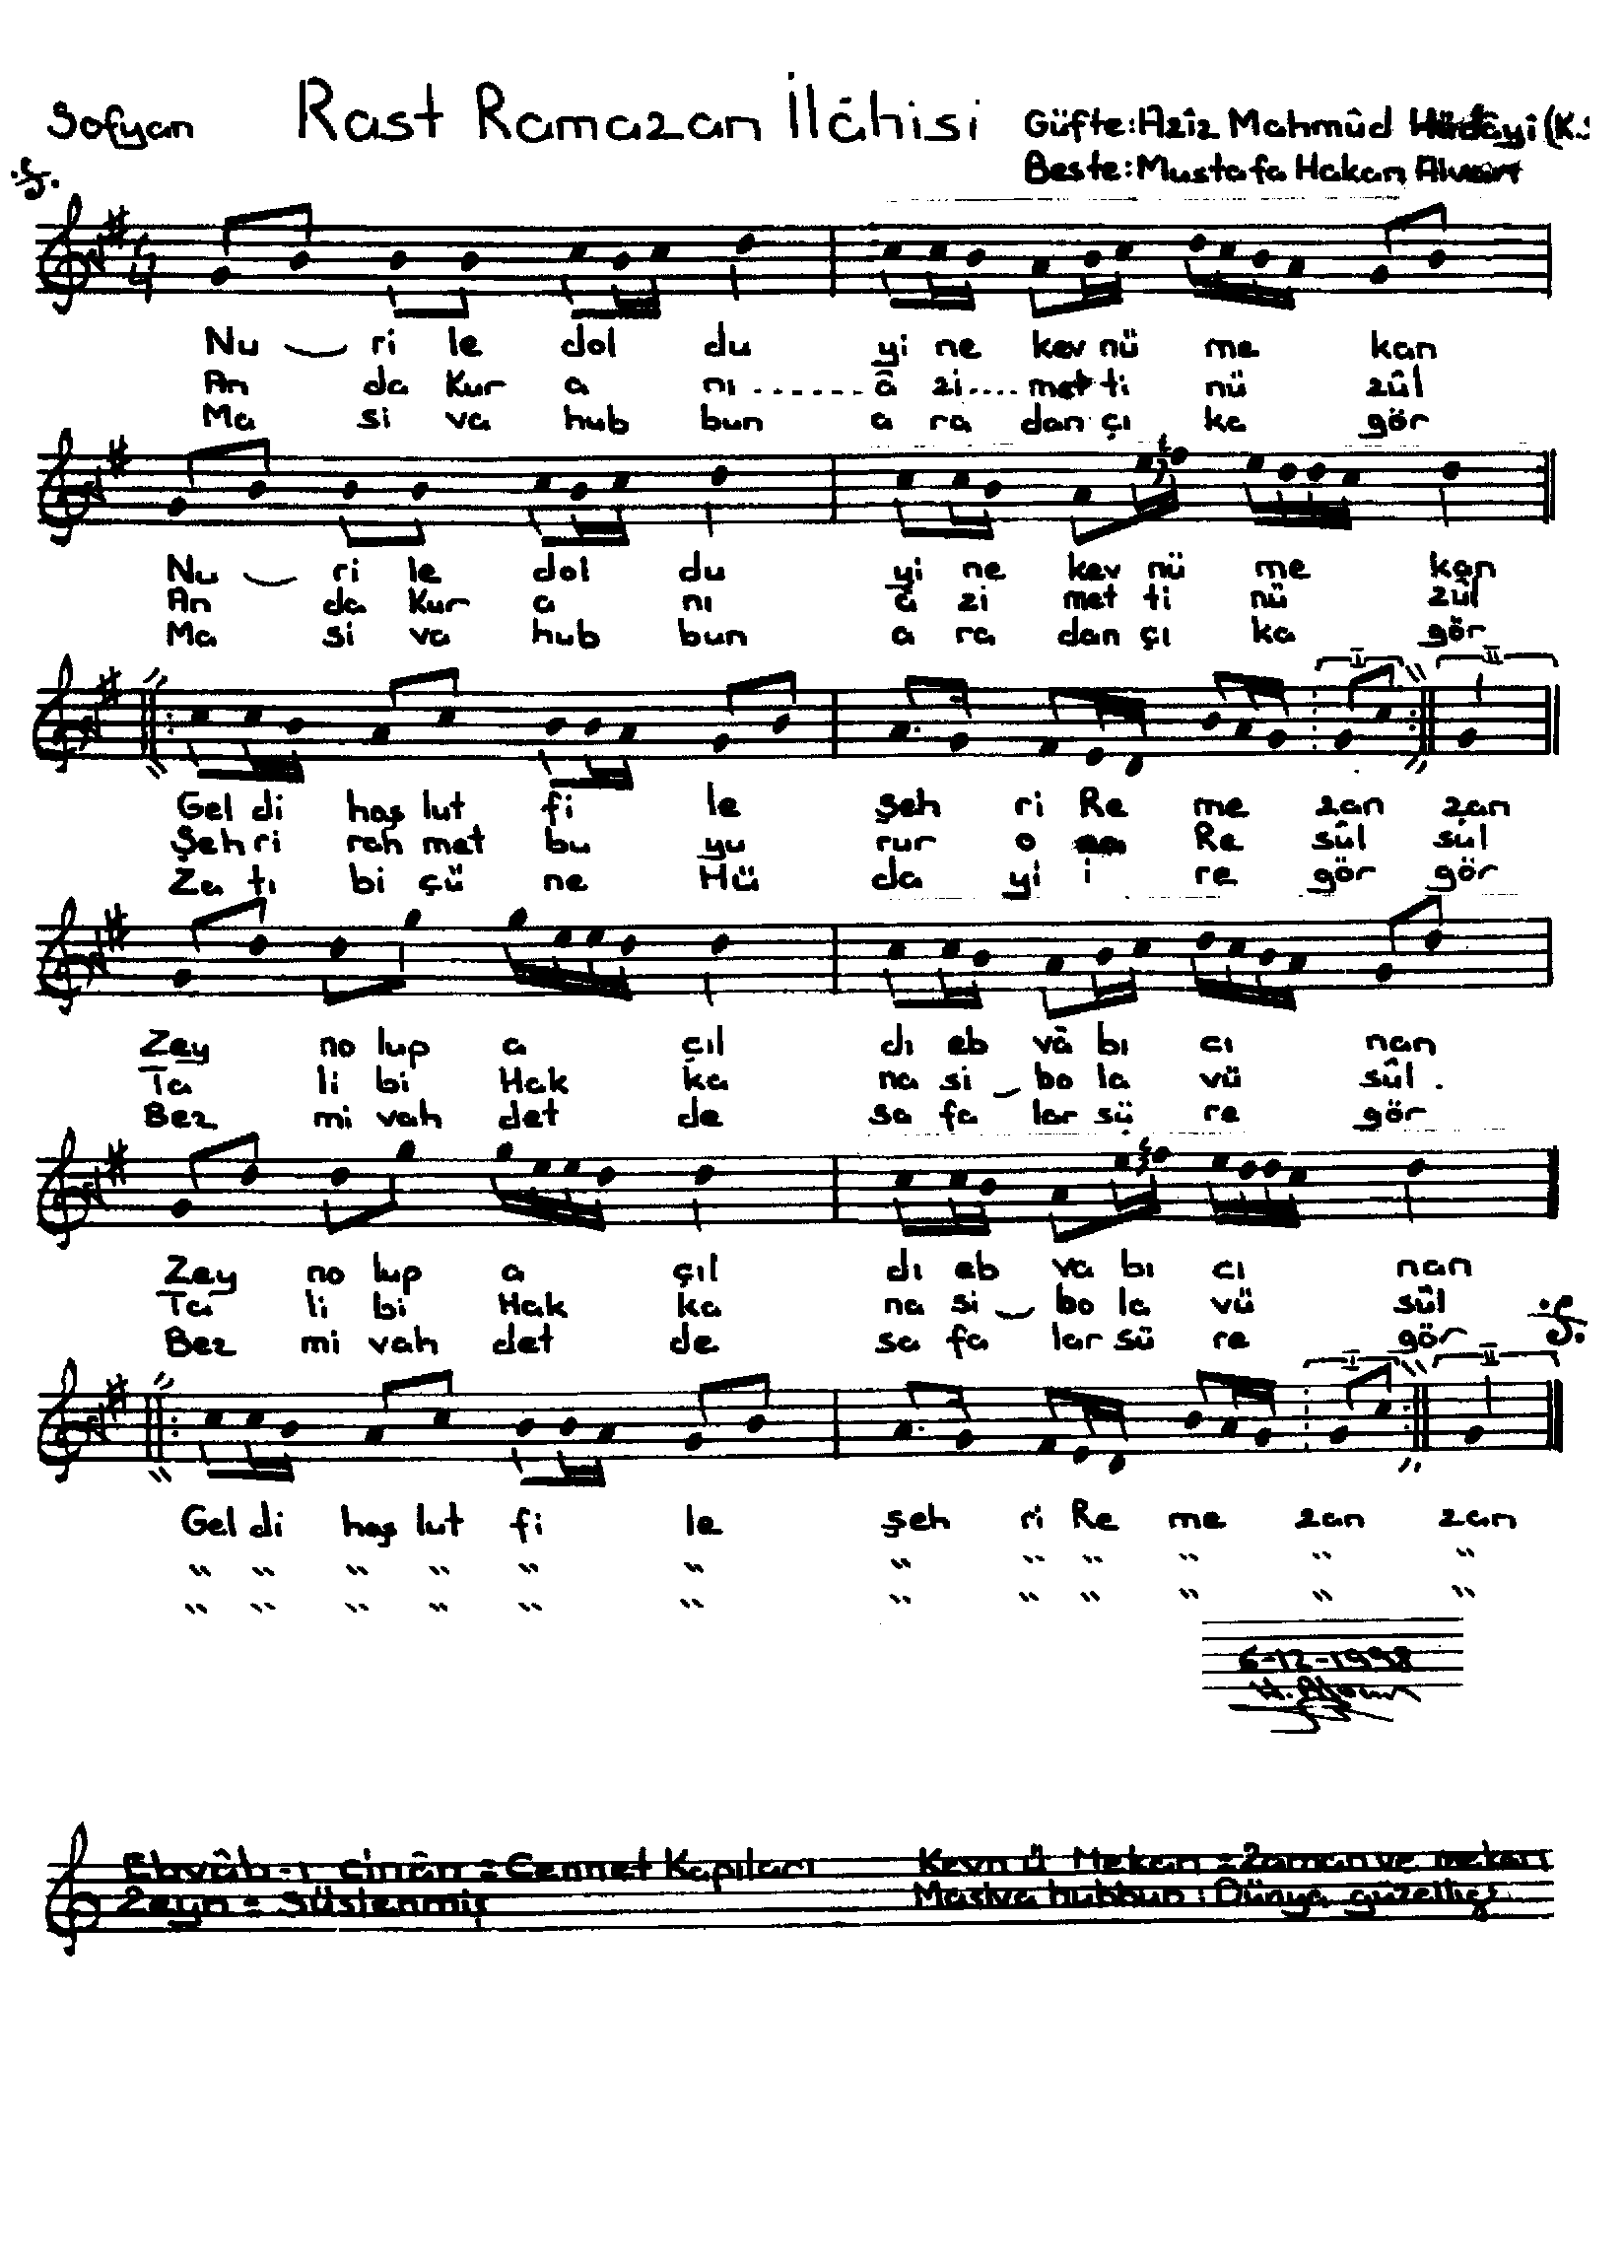 Sofyan Rast Ramazan İlâhisi Güfte: Azîz Mahmûd Hüdâyî (K.S
Beste: Mustafa Hakan Alvan
4
4
Nu ri le dol du yi ne kev nü me kan
An da Kur a nı ........ â zi .... met ti nü zûl
Ma si va hub bun a ra dan çı ka gör
Nu ri le dol du yi ne kev nü me kan
An da Kur a nı â zi met ti nü zûl
Ma si va hub bun a ra dan çı ka gör
I II
Gel di hoş lut fi le şeh ri Re me zan zan
Şeh ri rah met bu yu rur o Re sûl sûl
Za tı bi çü ne Hü da yi i re gör gör
Zey no lup a çıl dı eb vâ bı cı nan
Ta li bi Hak ka na si bo la vü sûl.
Bez mi vah det de sa fa lar sü re gör
Zey no lup a çıl dı eb va bı cı nan
Ta li bi Hak ka na si bo la vü sûl
Bez mi vah det de sa fa lar sü re gör
I II
Gel di hoş lut fi le şeh ri Re me zan zan
" " " " " " " " " " " "
" " " " " " " " " " " "
6-12-1998
Ebvâb-ı cinân = Cennet Kapıları Kevn ü Mekan = Zaman ve mekan
Zeyn = Süslenmiş Masiva hubbun : Dünya güzelliği